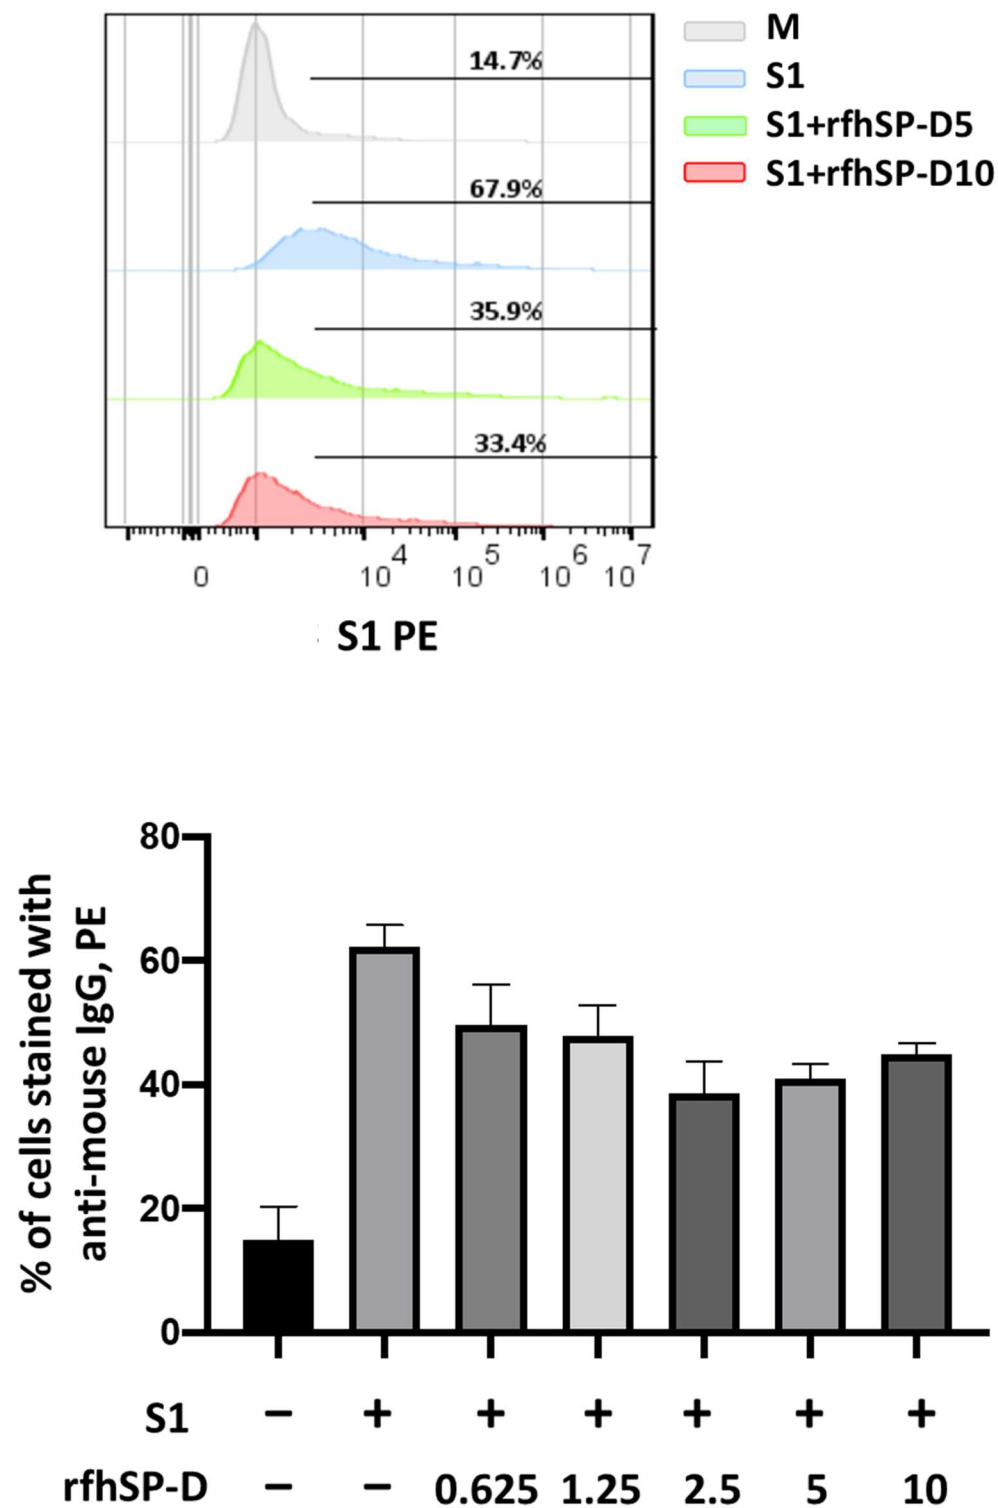 M
S1
S1+rfhSP-D5
S1+rfhSP-D10
14.7%
67.9%
35.9%
33.4%
0 10^4 10^5 10^6 10^7
S1 PE
% of cells stained with
anti-mouse IgG, PE
80
60
40
20
0
S1 − + + + + + +
rfhSP-D − − 0.625 1.25 2.5 5 10